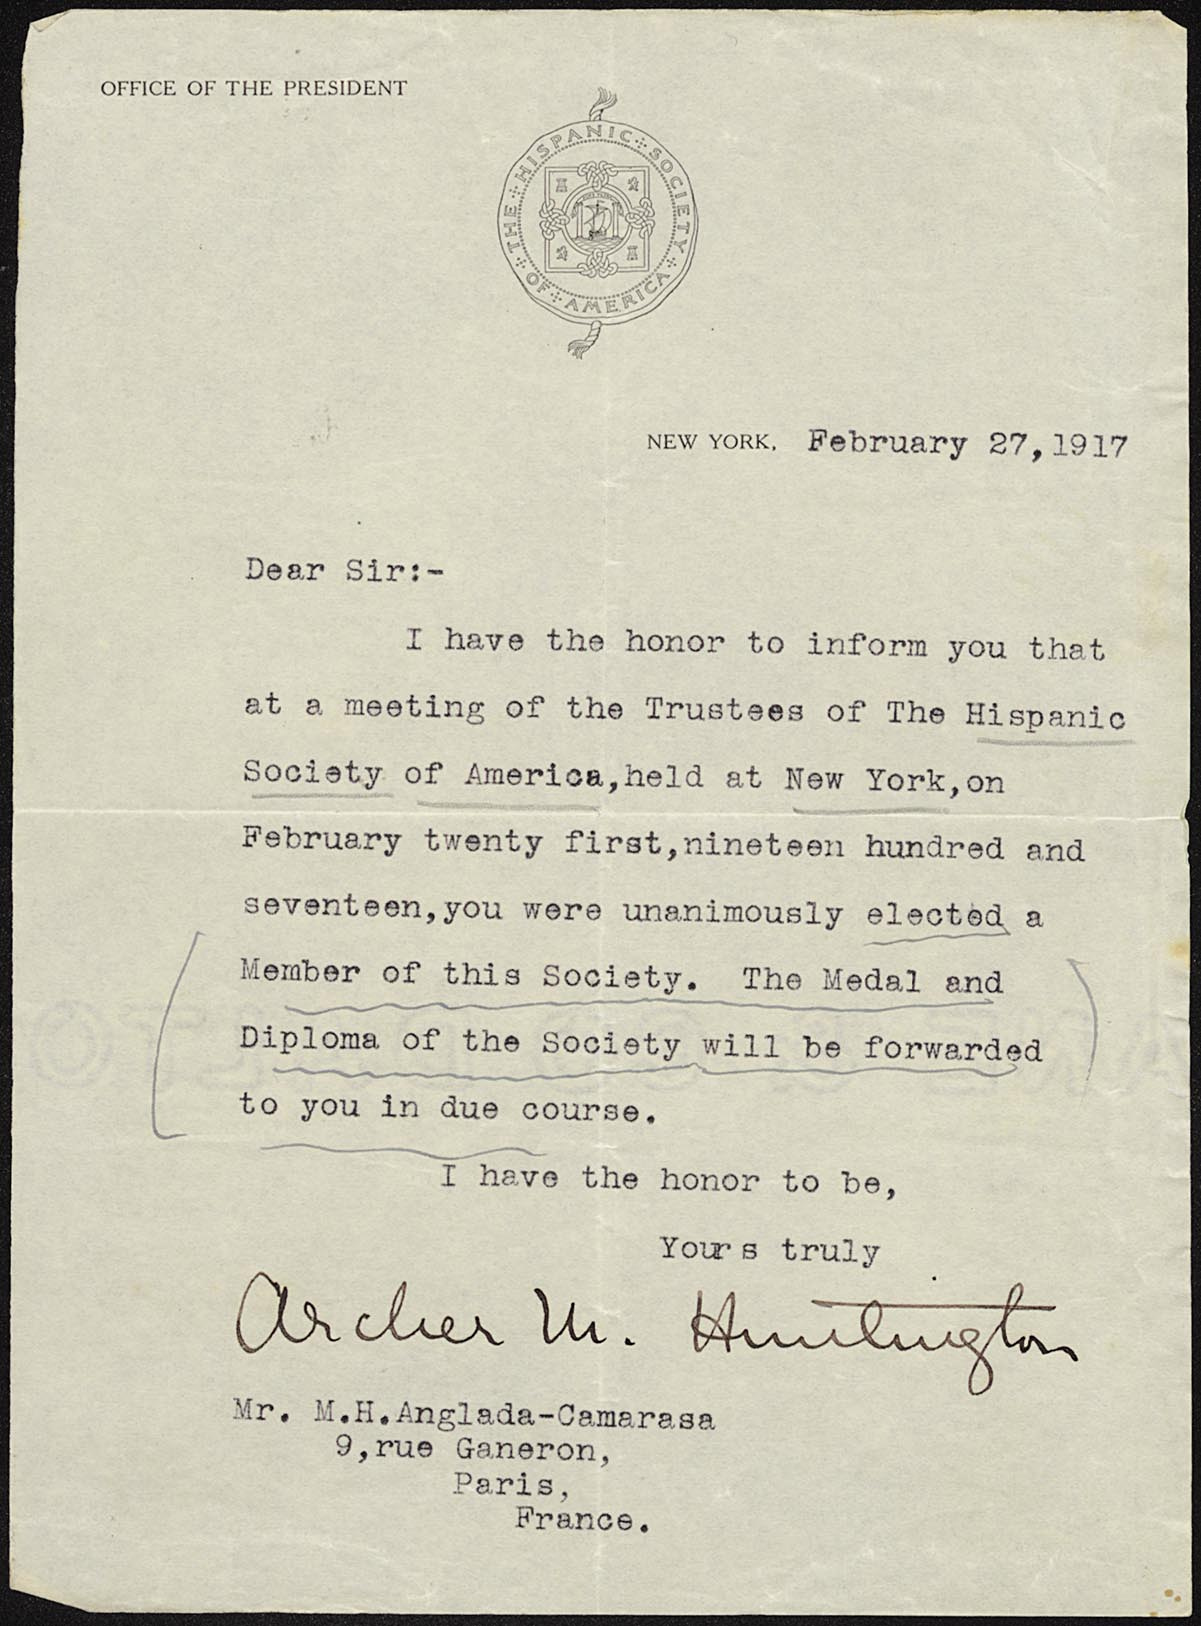 OFFICE OF THE PRESIDENT
THE HISPANIC SOCIETY OF AMERICA
NEW YORK, February 27,1917
Dear Sir:-
I have the honor to inform you that
at a meeting of the Trustees of The Hispanic
Society of America,held at New York,on
February twenty first,nineteen hundred and
seventeen,you were unanimously elected a
Member of this Society. The Medal and
Diploma of the Society will be forwarded
to you in due course.
I have the honor to be,
Yours truly
Archer M. Huntington
Mr. M.H.Anglada-Camarasa
9,rue Ganeron,
Paris,
France.